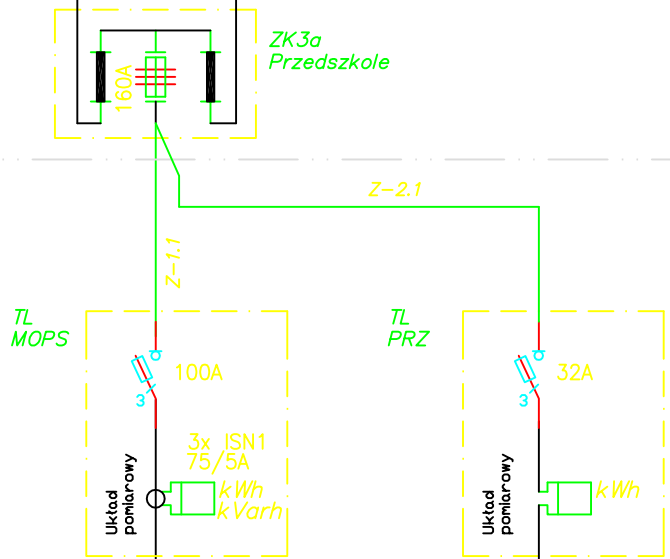 ZK3a
Przedszkole
160A
Z-2.1
Z-1.1
TL
MOPS
100A
3
3x ISN1
75/5A
kWh
kVarh
Układ
pomiarowy
TL
PRZ
32A
3
kWh
Układ
pomiarowy